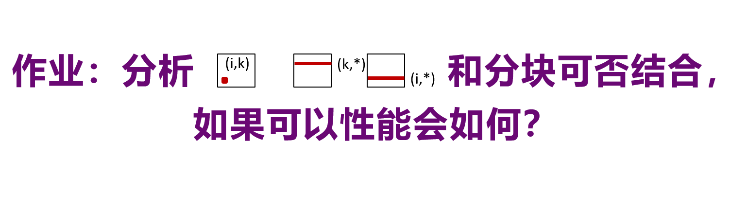 作业：分析 (i,k) (k,*) (i,*) 和分块可否结合，
如果可以性能会如何？